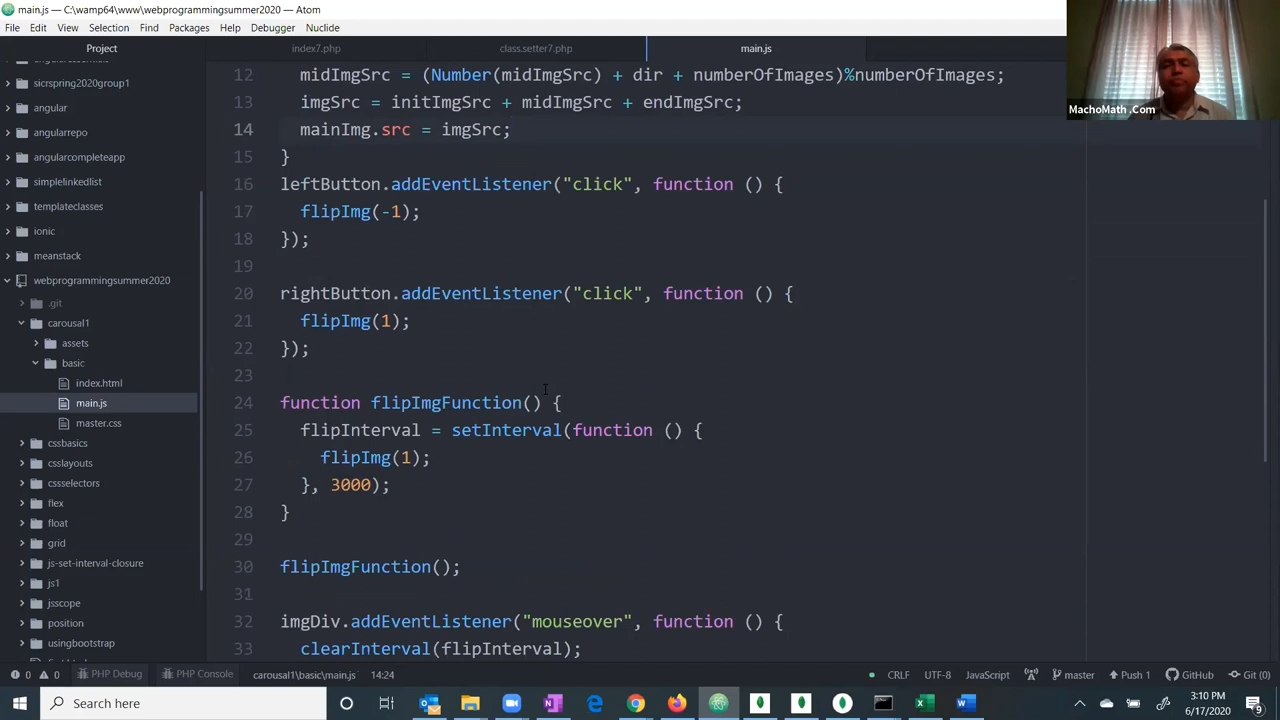 main.js — C:\wamp64\www\webprogrammingsummer2020 — Atom
File Edit View Selection Find Packages Help Debugger Nuclide
Project
index7.php
class.setter7.php
main.js
MachoMath .Com
sicrspring2020group1
angular
angularrepo
angularcompleteapp
simplelinkedlist
templateclasses
ionic
meanstack
webprogrammingsummer2020
.git
carousal1
assets
basic
index.html
main.js
master.css
cssbasics
csslayouts
cssselectors
flex
float
grid
js-set-interval-closure
js1
jsscope
position
usingbootstrap
12 midImgSrc = (Number(midImgSrc) + dir + numberOfImages)%numberOfImages;
13 imgSrc = initImgSrc + midImgSrc + endImgSrc;
14 mainImg.src = imgSrc;
15 }
16 leftButton.addEventListener("click", function () {
17 flipImg(-1);
18 });
19
20 rightButton.addEventListener("click", function () {
21 flipImg(1);
22 });
23
24 function flipImgFunction() {
25 flipInterval = setInterval(function () {
26 flipImg(1);
27 }, 3000);
28 }
29
30 flipImgFunction();
31
32 imgDiv.addEventListener("mouseover", function () {
33 clearInterval(flipInterval);
0 0 PHP Debug PHP Console carousal1\basic\main.js 14:24 CRLF UTF-8 JavaScript master Push 1 GitHub Git (0)
Search here
3:10 PM
6/17/2020
9